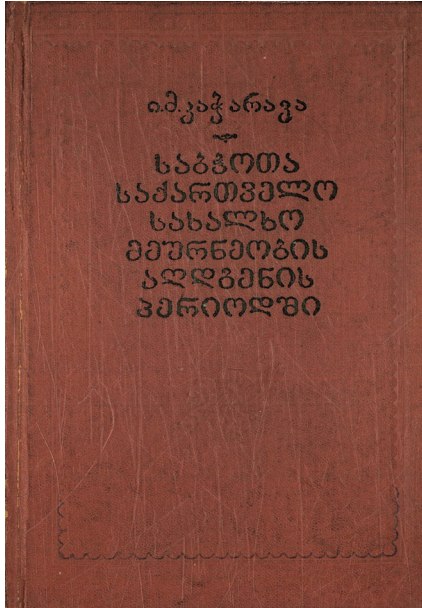 ი.მ.კაჭარავა
საბჭოთა
საქართველო
სახალხო
მეურნეობის
აღდგენის
პერიოდში